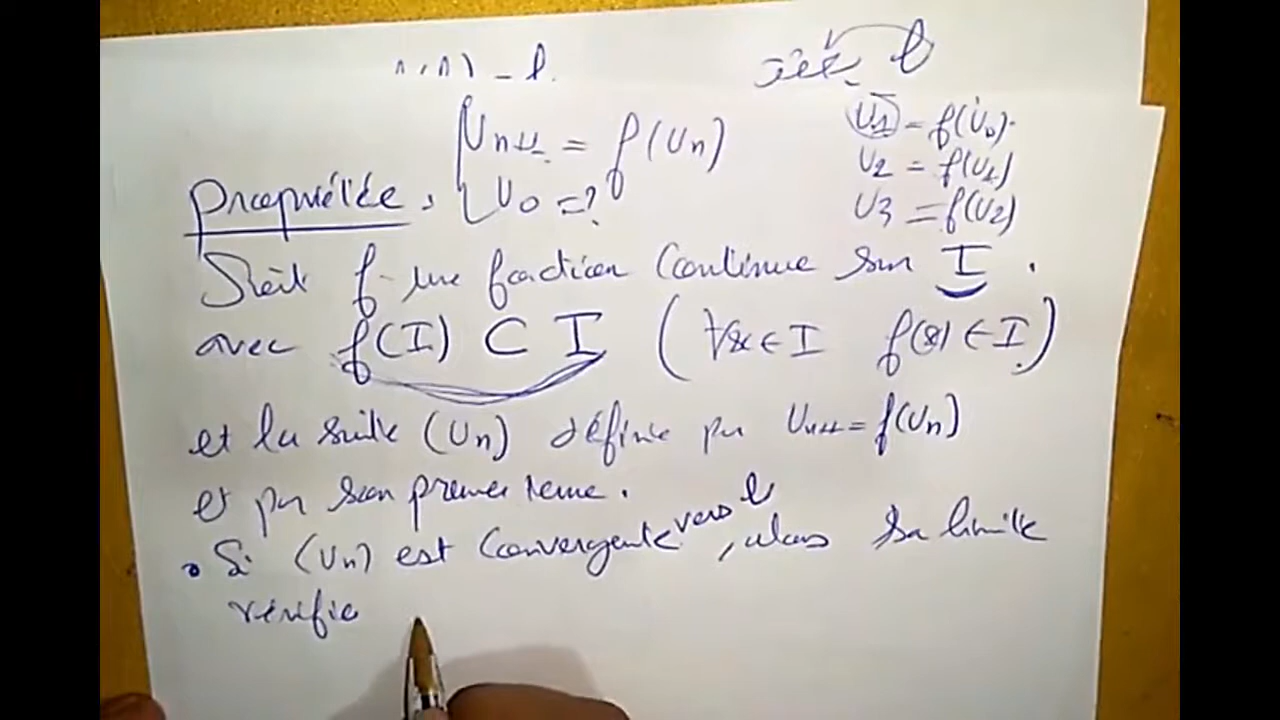 l
U1 = f(U0).
Un+1 = f(Un)
U2 = f(U1)
Propriétée : U0 = ?
U3 = f(U2)
Soit f une fonction continue sur I.
avec f(I) ⊂ I (∀x ∈ I f(x) ∈ I)
et la suite (Un) définie par Un+1 = f(Un)
et par son premier terme.
• Si (Un) est convergente vers l, alors sa limite
vérifie